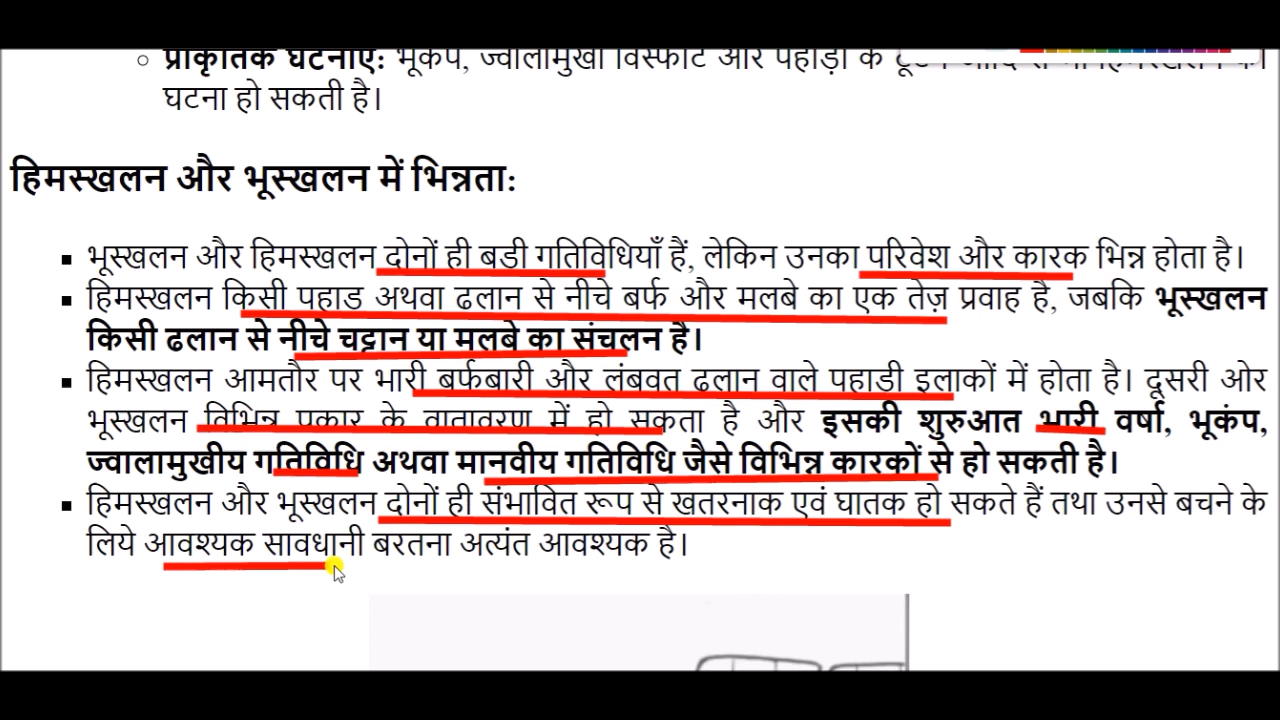 प्राकृतिक घटनाएँ: भूकंप, ज्वालामुखी विस्फोट और पहाड़ों के
घटना हो सकती है।
हिमस्खलन और भूस्खलन में भिन्नता:
भूस्खलन और हिमस्खलन दोनों ही बड़ी गतिविधियाँ हैं, लेकिन उनका परिवेश और कारक भिन्न होता है।
हिमस्खलन किसी पहाड़ अथवा ढलान से नीचे बर्फ और मलबे का एक तेज़ प्रवाह है, जबकि भूस्खलन
किसी ढलान से नीचे चट्टान या मलबे का संचलन है।
हिमस्खलन आमतौर पर भारी बर्फबारी और लंबवत ढलान वाले पहाड़ी इलाकों में होता है। दूसरी ओर
भूस्खलन विभिन्न प्रकार के वातावरण में हो सकता है और इसकी शुरुआत भारी वर्षा, भूकंप,
ज्वालामुखीय गतिविधि अथवा मानवीय गतिविधि जैसे विभिन्न कारकों से हो सकती है।
हिमस्खलन और भूस्खलन दोनों ही संभावित रूप से खतरनाक एवं घातक हो सकते हैं तथा उनसे बचने के
लिये आवश्यक सावधानी बरतना अत्यंत आवश्यक है।